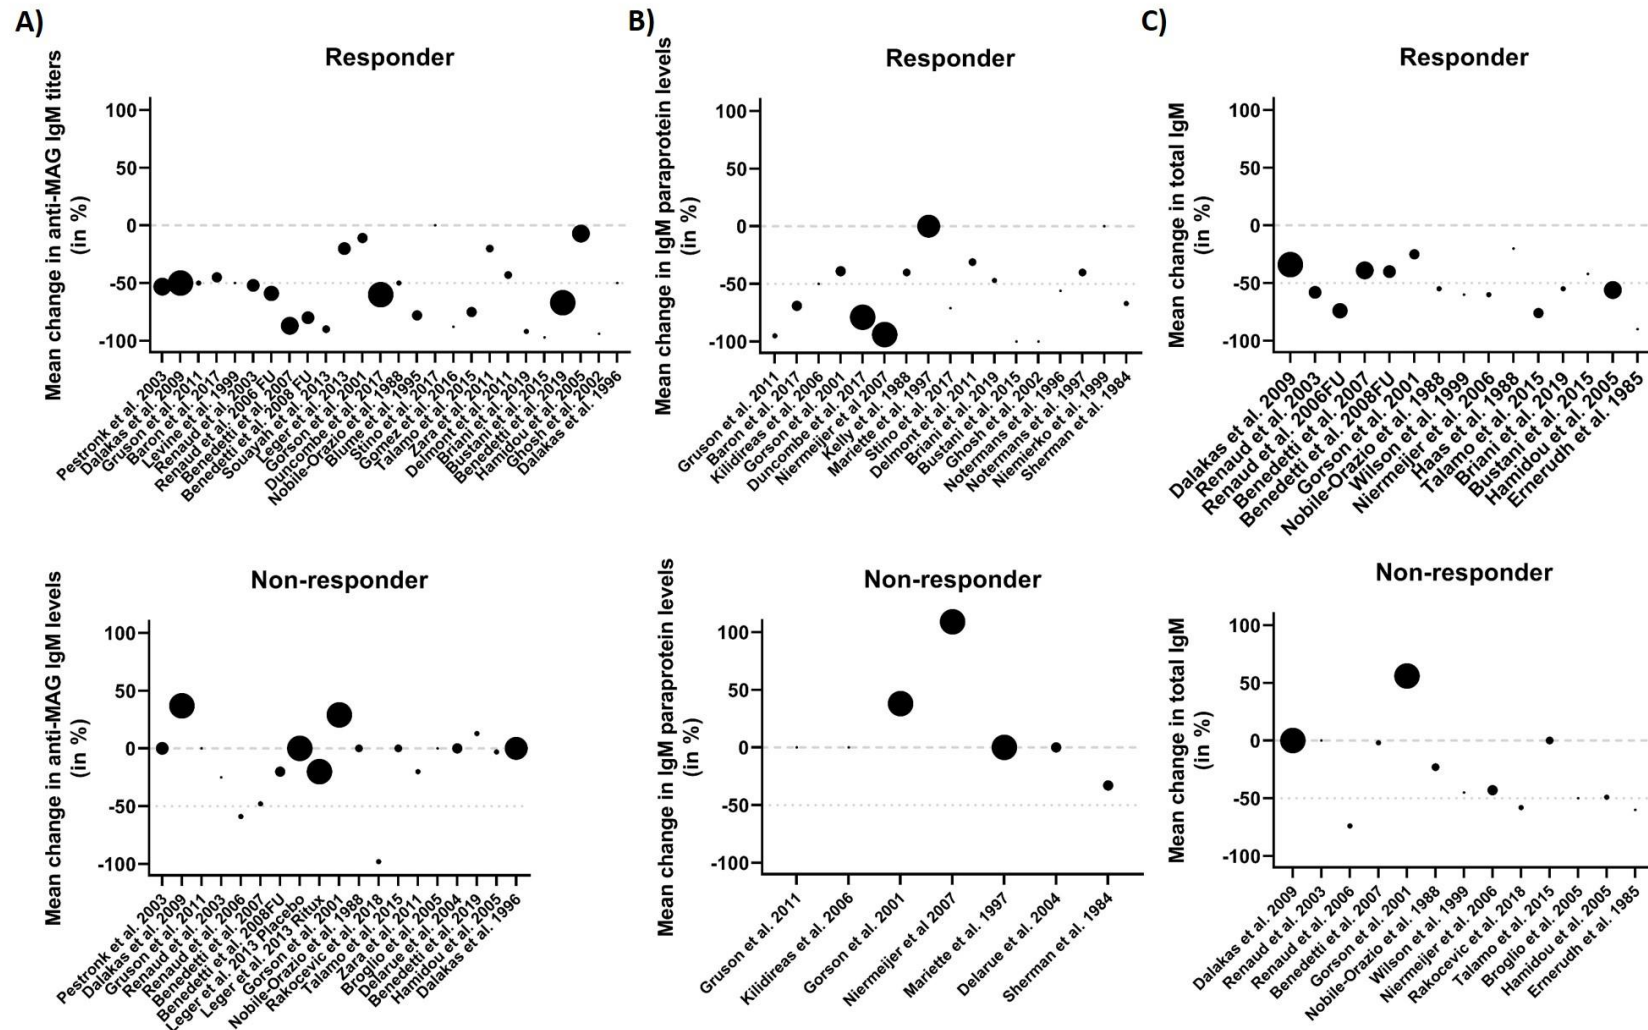 A)
Responder
Mean change in anti-MAG IgM titers
(in %)
100
50
0
-50
-100
Pestronk et al. 2003
Dalakas et al. 2009
Gruson et al. 2011
Baron et al. 2017
Levine et al. 1999
Renaud et al. 2003
Renaud et al. 2006 FU
Benedetti et al. 2007
Benedetti et al. 2008 FU
Souayah et al. 2013
Leger et al. 2013
Gorson et al. 2001
Duncombe et al. 2017
Nobile-Orazio et al. 1988
Blume et al. 1995
Stino et al. 2017
Gomez et al. 2016
Talamo et al. 2015
Zara et al. 2011
Delmont et al. 2011
Briani et al. 2019
Bustani et al. 2015
Benedetti et al. 2019
Hamidou et al. 2005
Ghosh et al. 2002
Dalakas et al. 1996
B)
Responder
Mean change in IgM paraprotein levels
(in %)
100
50
0
-50
-100
Gruson et al. 2011
Baron et al. 2017
Kilidireas et al. 2006
Gorson et al. 2001
Duncombe et al. 2017
Niermeijer et al 2007
Kelly et al. 1988
Mariette et al. 1997
Stino et al. 2017
Delmont et al. 2011
Briani et al. 2019
Bustani et al. 2015
Ghosh et al. 2002
Notermans et al. 1996
Notermans et al. 1997
Niemierko et al. 1999
Sherman et al. 1984
C)
Responder
Mean change in total IgM
(in %)
100
50
0
-50
-100
Dalakas et al. 2009
Renaud et al. 2003
Renaud et al. 2006FU
Benedetti et al. 2007
Benedetti et al. 2008FU
Gorson et al. 2001
Nobile-Orazio et al. 1988
Wilson et al. 1999
Niermeijer et al. 2006
Haas et al. 1988
Talamo et al. 2015
Briani et al. 2019
Bustani et al. 2015
Hamidou et al. 2005
Ernerudh et al. 1985
Non-responder
Mean change in anti-MAG IgM levels
(in %)
100
50
0
-50
-100
Pestronk et al. 2003
Dalakas et al. 2009
Gruson et al. 2011
Renaud et al. 2003
Renaud et al. 2006
Benedetti et al. 2007
Benedetti et al. 2008FU
Leger et al. 2013 Placebo
Leger et al. 2013 Ritux
Gorson et al. 2001
Nobile-Orazio et al. 1988
Rakocevic et al. 2018
Talamo et al. 2015
Zara et al. 2011
Broglio et al. 2005
Delarue et al. 2004
Benedetti et al. 2019
Hamidou et al. 2005
Dalakas et al. 1996
Non-responder
Mean change in IgM paraprotein levels
(in %)
100
50
0
-50
-100
Gruson et al. 2011
Kilidireas et al. 2006
Gorson et al. 2001
Niermeijer et al 2007
Mariette et al. 1997
Delarue et al. 2004
Sherman et al. 1984
Non-responder
Mean change in total IgM
(in %)
100
50
0
-50
-100
Dalakas et al. 2009
Renaud et al. 2003
Renaud et al. 2006
Benedetti et al. 2007
Gorson et al. 2001
Nobile-Orazio et al. 1988
Wilson et al. 1999
Niermeijer et al. 2006
Rakocevic et al. 2018
Talamo et al. 2015
Broglio et al. 2005
Hamidou et al. 2005
Ernerudh et al. 1985